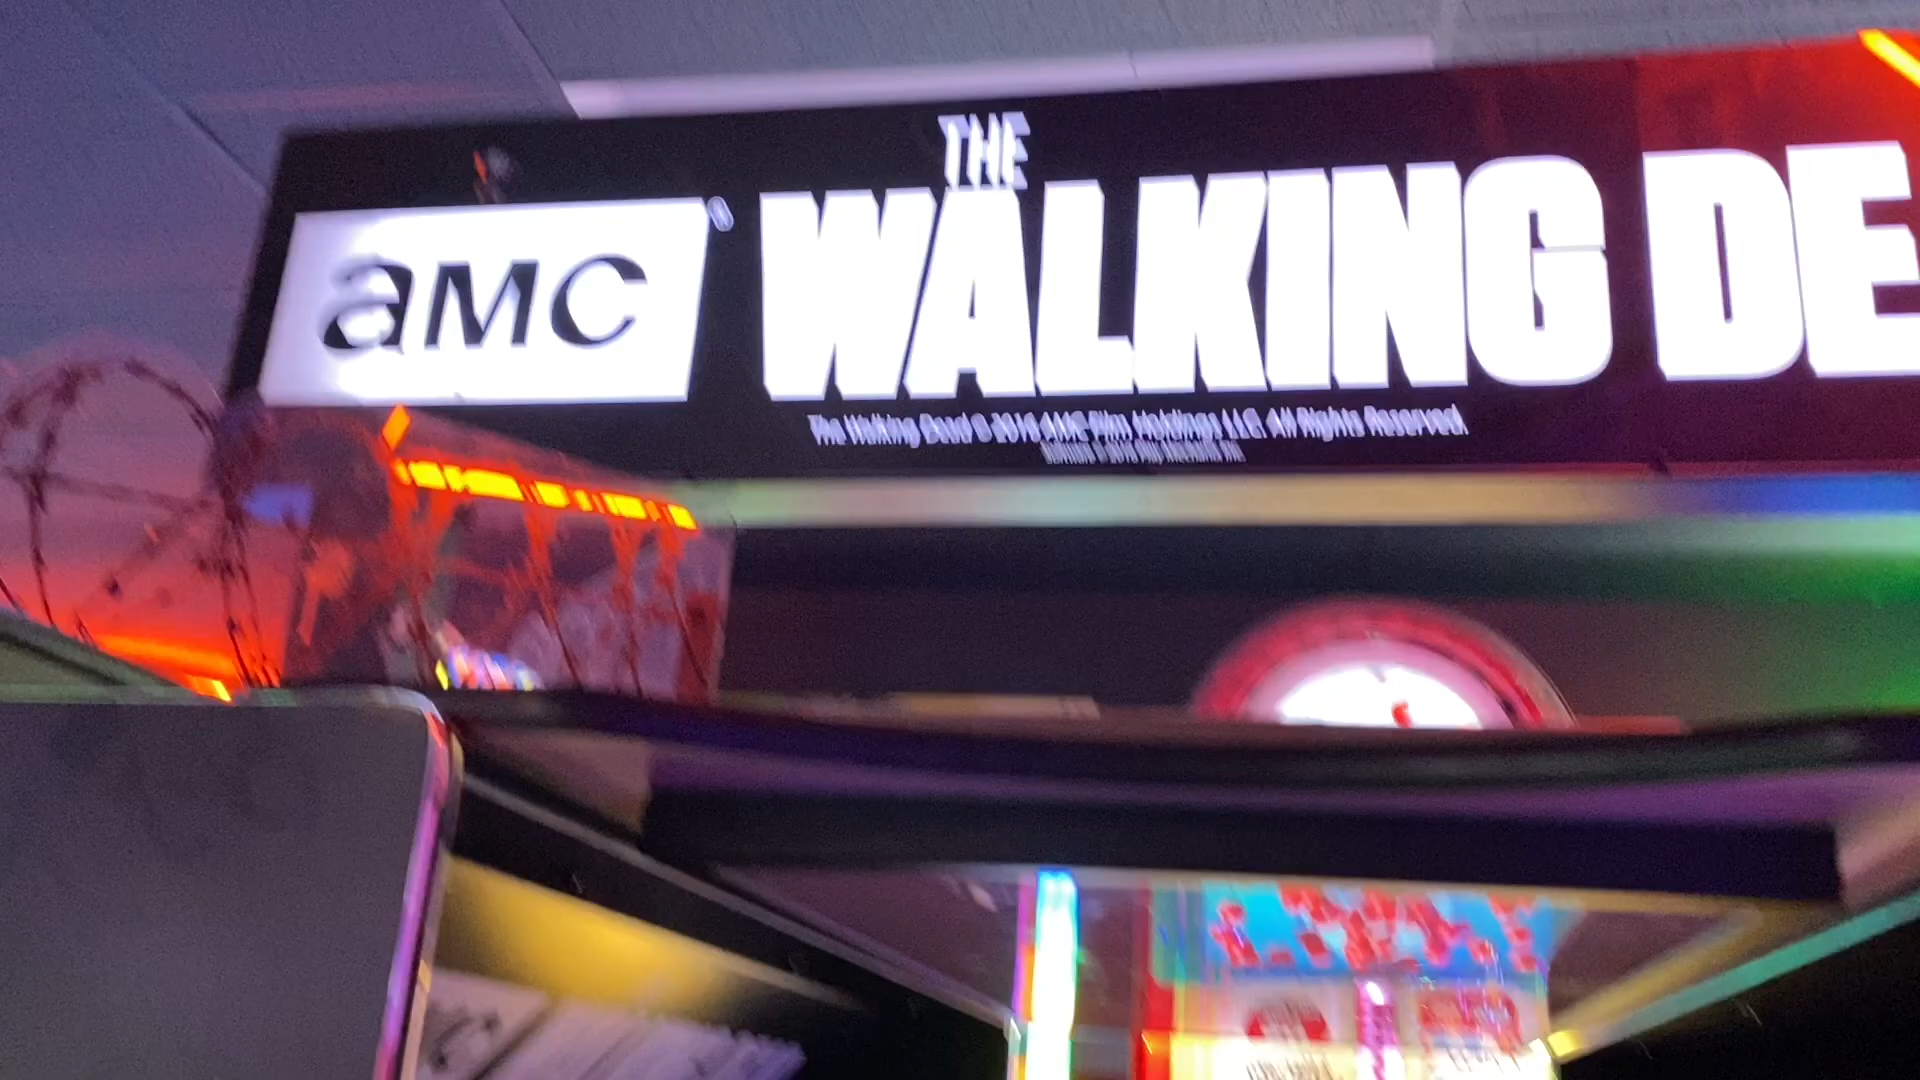 THE
aMC® WALKING DE
The Walking Dead © 2016 AMC Film Holdings LLC. All Rights Reserved.